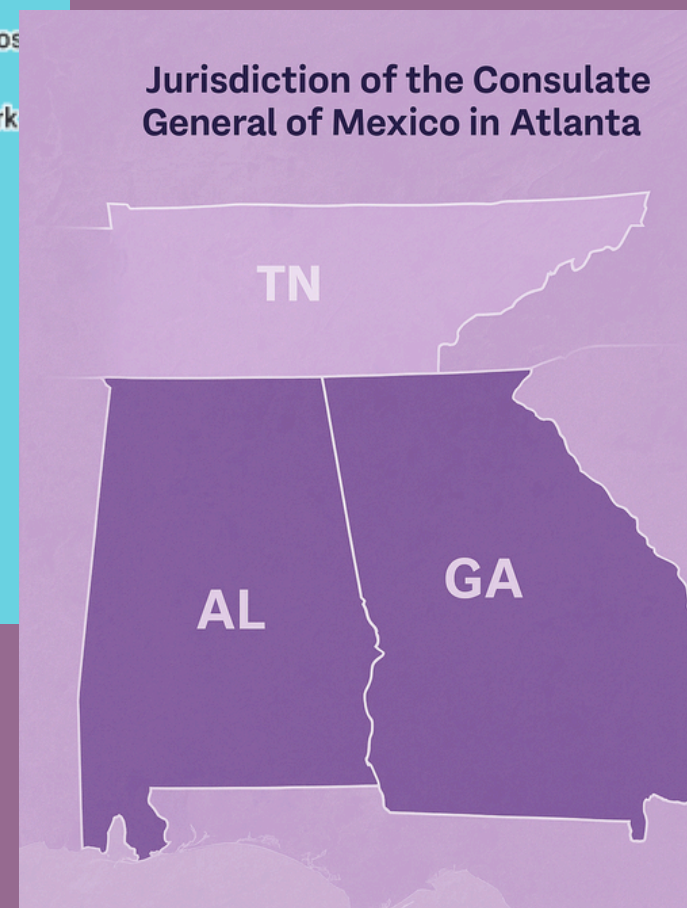 Jurisdiction of the Consulate
General of Mexico in Atlanta
TN
AL
GA